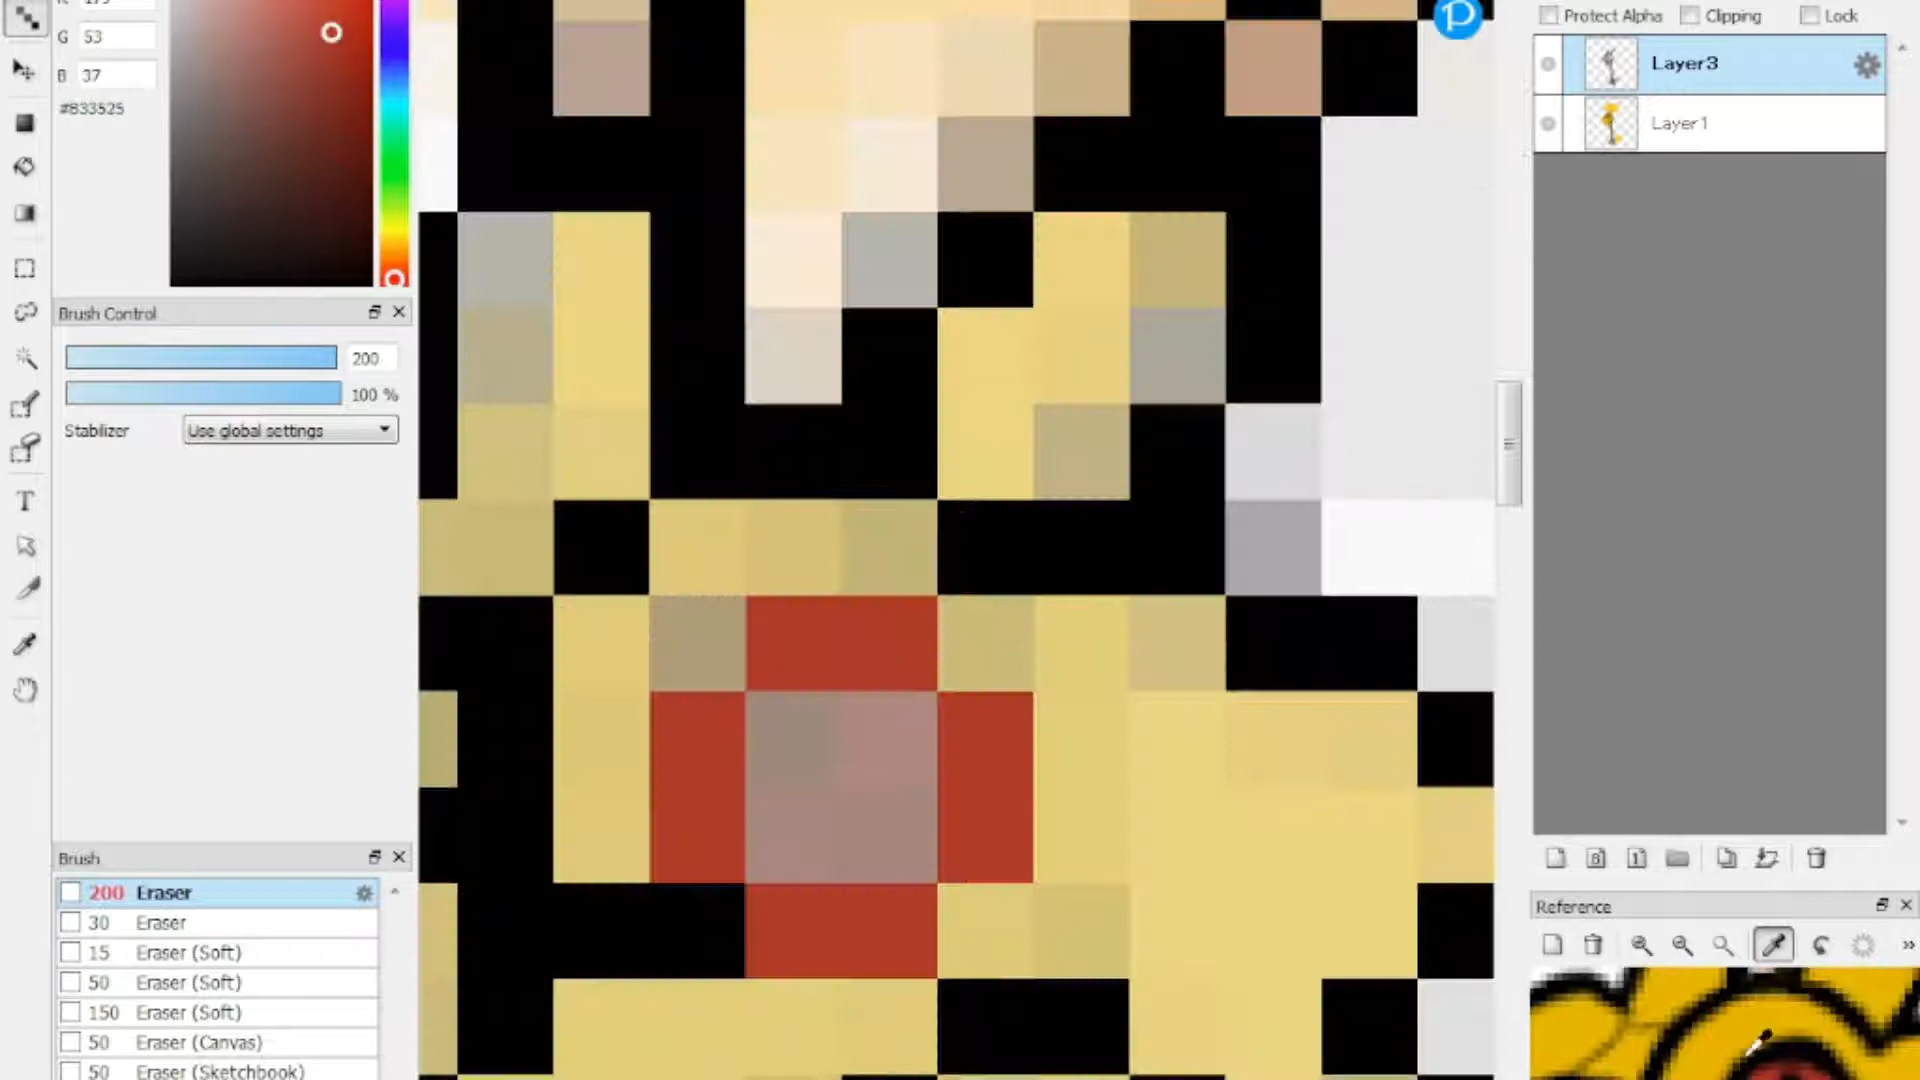 G 53
B 37
#B33525
Brush Control
200
100 %
Stabilizer Use global settings
Brush
200 Eraser
30 Eraser
15 Eraser (Soft)
50 Eraser (Soft)
150 Eraser (Soft)
50 Eraser (Canvas)
50 Eraser (Sketchbook)
Protect Alpha Clipping Lock
Layer3
Layer1
Reference